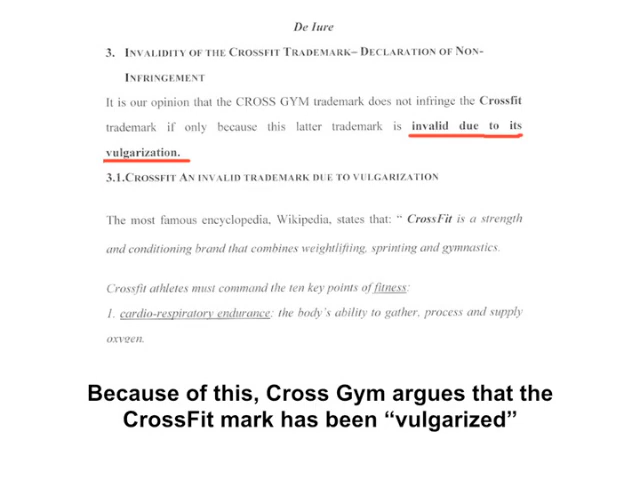 De Iure
3. INVALIDITY OF THE CROSSFIT TRADEMARK– DECLARATION OF NON-
INFRINGEMENT
It is our opinion that the CROSS GYM trademark does not infringe the Crossfit
trademark if only because this latter trademark is invalid due to its
vulgarization.
3.1.CROSSFIT AN INVALID TRADEMARK DUE TO VULGARIZATION
The most famous encyclopedia, Wikipedia, states that: “ CrossFit is a strength
and conditioning brand that combines weightlifting, sprinting and gymnastics.
Crossfit athletes must command the ten key points of fitness:
1. cardio-respiratory endurance: the body's ability to gather, process and supply
oxygen.
Because of this, Cross Gym argues that the
CrossFit mark has been “vulgarized”